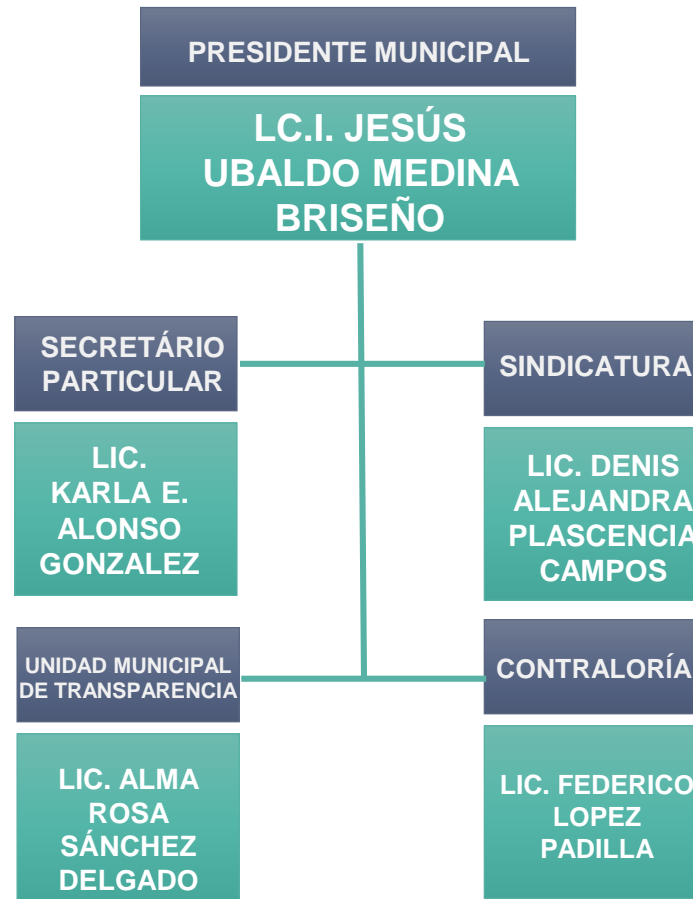 PRESIDENTE MUNICIPAL
LC.I. JESÚS
UBALDO MEDINA
BRISEÑO
SECRETÁRIO
PARTICULAR
LIC.
KARLA E.
ALONSO
GONZALEZ
SINDICATURA
LIC. DENIS
ALEJANDRA
PLASCENCIA
CAMPOS
UNIDAD MUNICIPAL
DE TRANSPARENCIA
LIC. ALMA
ROSA
SÁNCHEZ
DELGADO
CONTRALORÍA
LIC. FEDERICO
LOPEZ
PADILLA